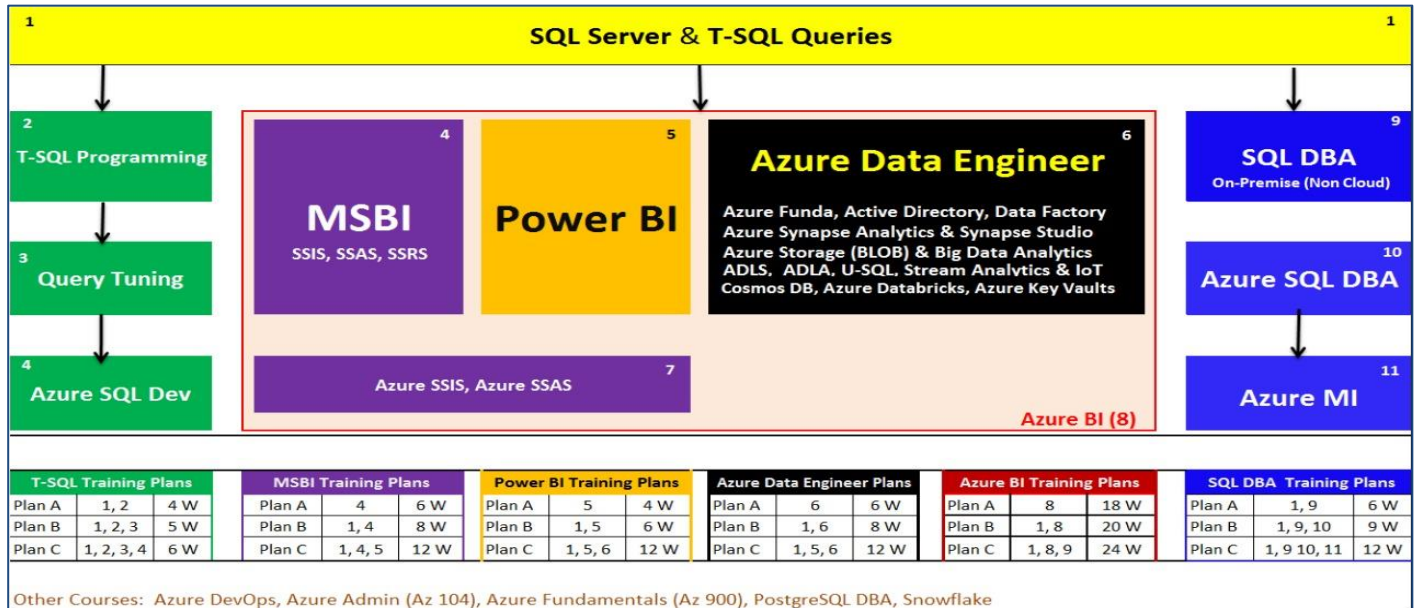 1
SQL Server & T-SQL Queries
1
2
T-SQL Programming
3
Query Tuning
4
Azure SQL Dev
4
MSBI
SSIS, SSAS, SSRS
5
Power BI
6
Azure Data Engineer
Azure Funda, Active Directory, Data Factory
Azure Synapse Analytics & Synapse Studio
Azure Storage (BLOB) & Big Data Analytics
ADLS, ADLA, U-SQL, Stream Analytics & IoT
Cosmos DB, Azure Databricks, Azure Key Vaults
7
Azure SSIS, Azure SSAS
Azure BI (8)
9
SQL DBA
On-Premise (Non Cloud)
10
Azure SQL DBA
11
Azure MI
T-SQL Training Plans
Plan A 1, 2 4 W
Plan B 1, 2, 3 5 W
Plan C 1, 2, 3, 4 6 W
MSBI Training Plans
Plan A 4 6 W
Plan B 1, 4 8 W
Plan C 1, 4, 5 12 W
Power BI Training Plans
Plan A 5 4 W
Plan B 1, 5 6 W
Plan C 1, 5, 6 12 W
Azure Data Engineer Plans
Plan A 6 6 W
Plan B 1, 6 8 W
Plan C 1, 5, 6 12 W
Azure BI Training Plans
Plan A 8 18 W
Plan B 1, 8 20 W
Plan C 1, 8, 9 24 W
SQL DBA Training Plans
Plan A 1, 9 6 W
Plan B 1, 9, 10 9 W
Plan C 1, 9 10, 11 12 W
Other Courses: Azure DevOps, Azure Admin (Az 104), Azure Fundamentals (Az 900), PostgreSQL DBA, Snowflake